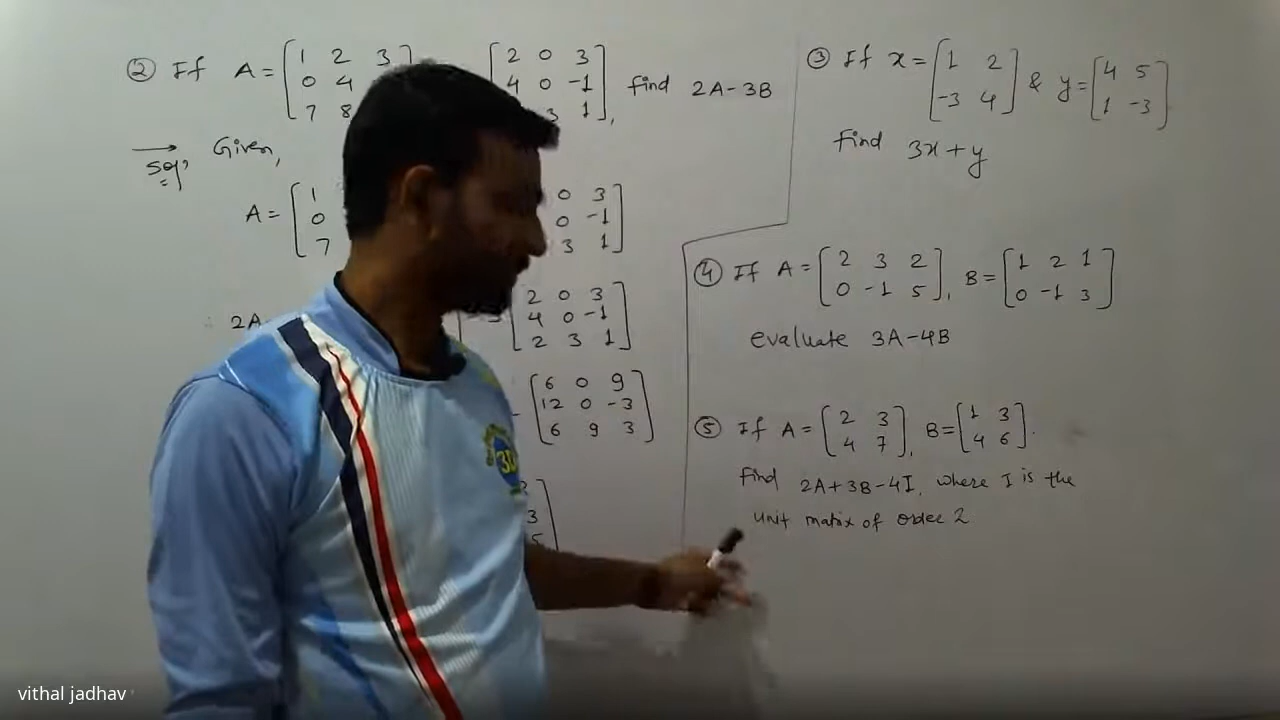 ② If A = [ 1 2 3 [ 2 0 3
0 4 4 0 -1 ] find 2A-3B
7 8 3 1 ],
Given,
A = [ 1 0 3
0 0 -1
7 3 1 ]
2A 3 [ 2 0 3
4 0 -1
2 3 1 ]
- [ 6 0 9
12 0 -3
6 9 3 ]
3
5
③ If x = [ 1 2 & y = [ 4 5
-3 4 ] 1 -3 ]
Find 3x+y
④ If A = [ 2 3 2 B = [ 1 2 1
0 -1 5 ], 0 -1 3 ]
evaluate 3A-4B
⑤ If A = [ 2 3 B = [ 1 3
4 7 ], 4 6 ].
Find 2A+3B-4I, where I is the
unit matrix of order 2
3D
vithal jadhav